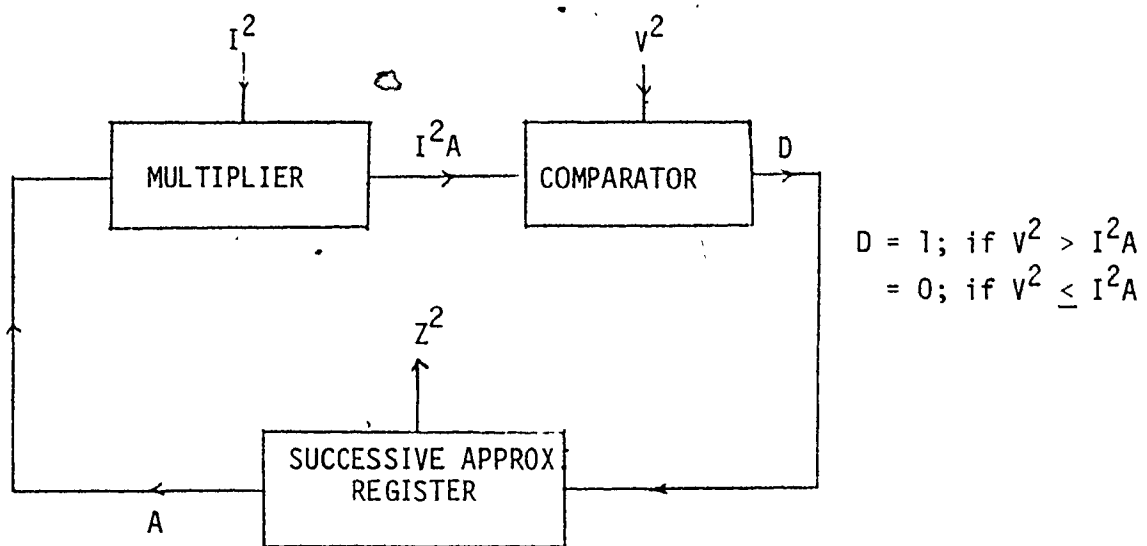 I²
V²
MULTIPLIER
I²A
COMPARATOR
D
D = 1; if V² > I²A
= 0; if V² ≤ I²A
Z²
SUCCESSIVE APPROX
REGISTER
A